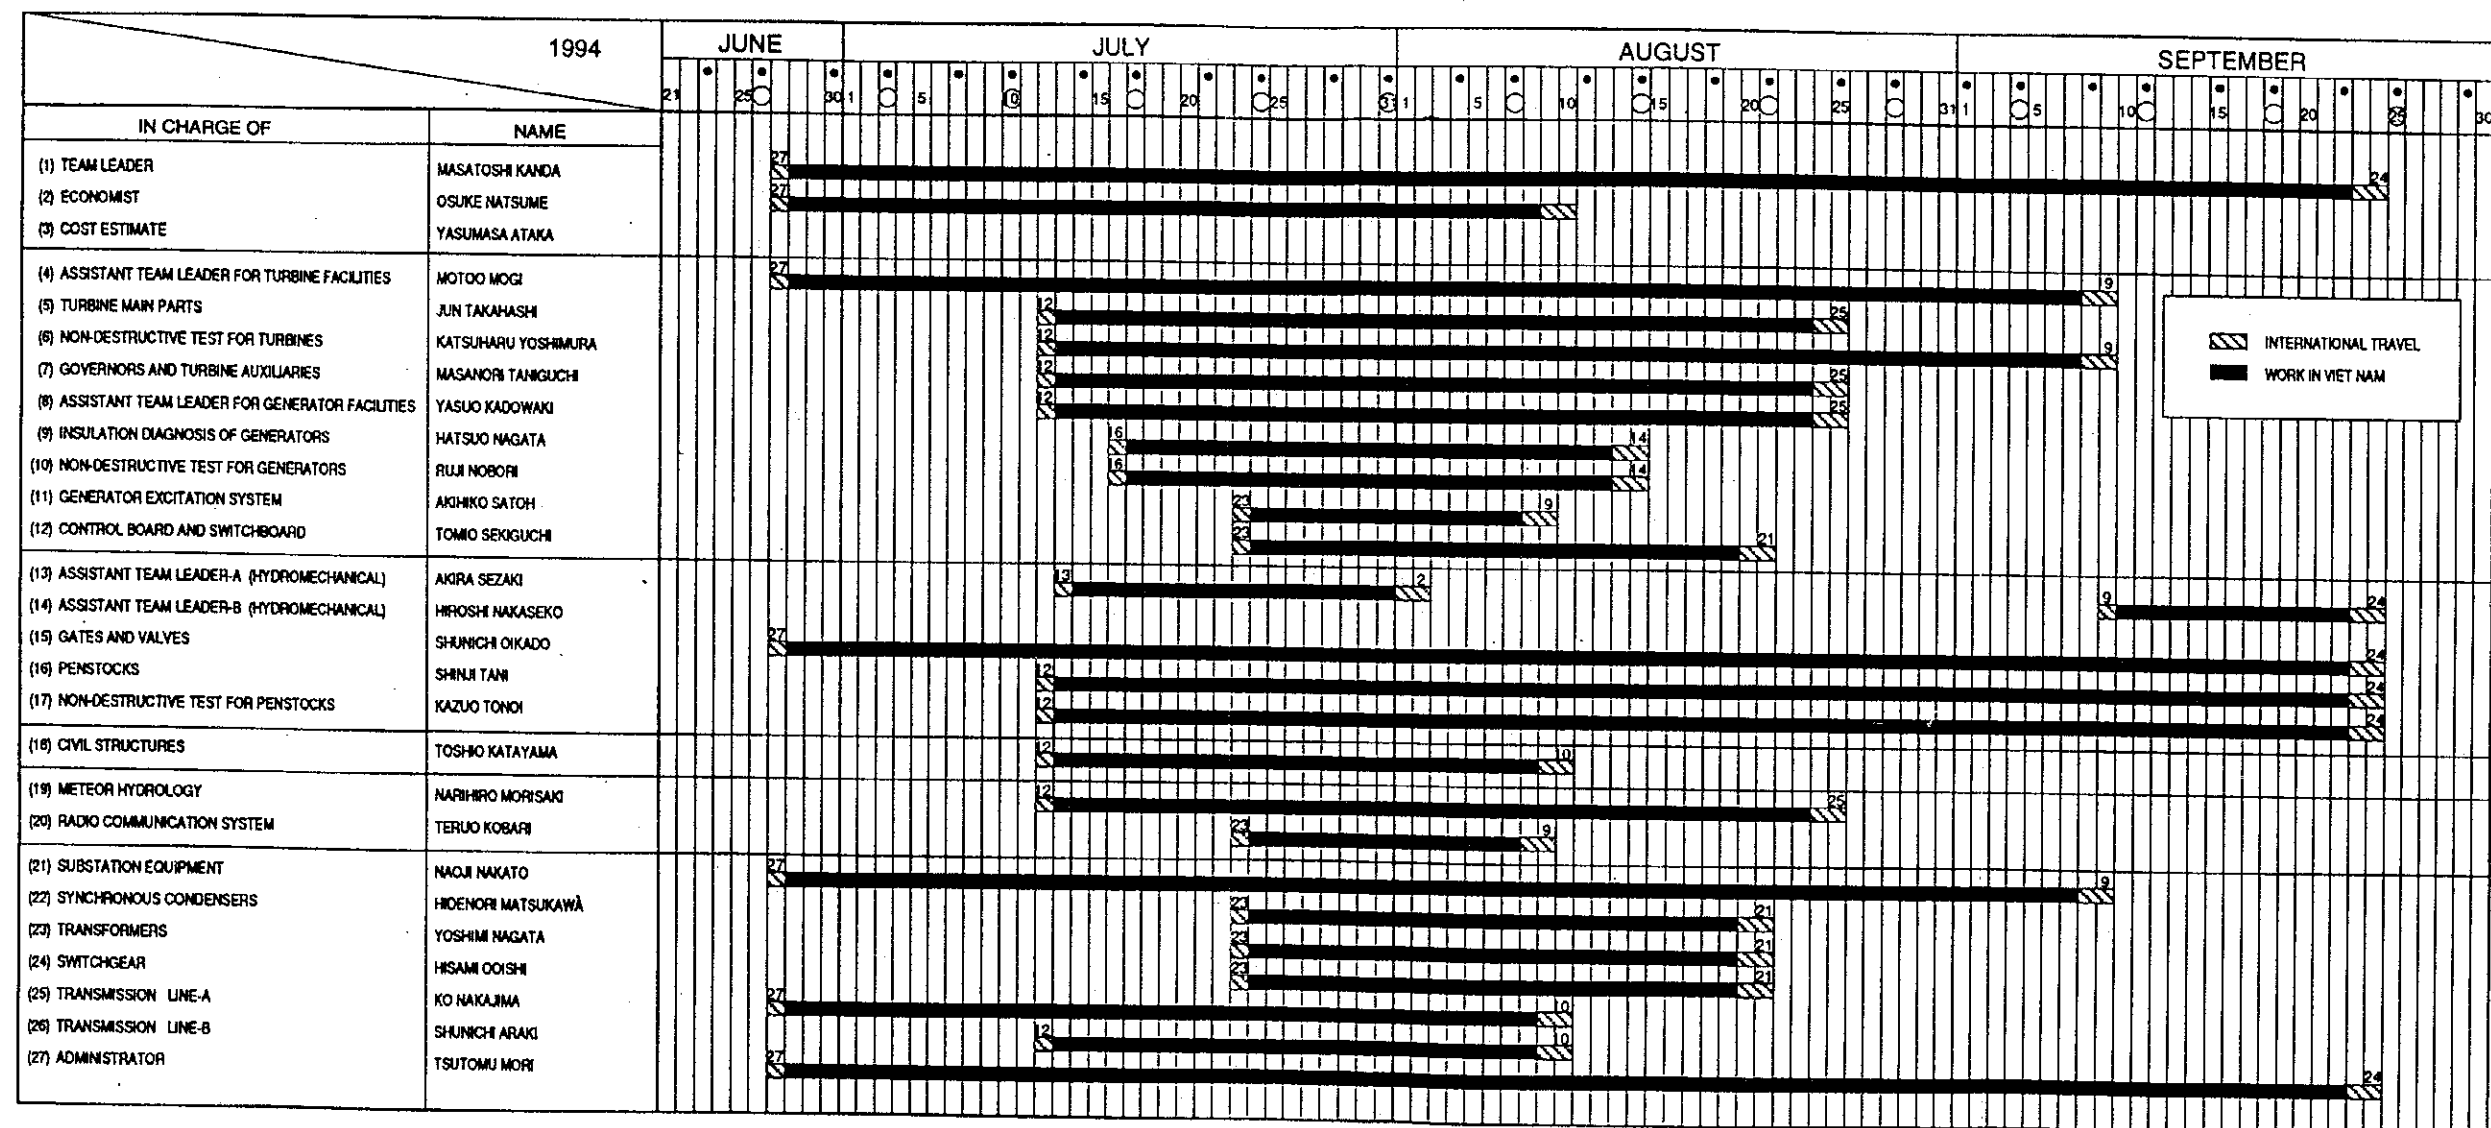 1994 JUNE JULY AUGUST SEPTEMBER
21 25 30 1 5 10 15 20 25 31 1 5 10 15 20 25 31 1 5 10 15 20 25 30
IN CHARGE OF NAME
(1) TEAM LEADER MASATOSHI KANDA 27 24
(2) ECONOMIST OSUKE NATSUME 27
(3) COST ESTIMATE YASUMASA ATAKA
(4) ASSISTANT TEAM LEADER FOR TURBINE FACILITIES MOTOO MOGI 27 9
(5) TURBINE MAIN PARTS JUN TAKAHASHI 12 25
(6) NON-DESTRUCTIVE TEST FOR TURBINES KATSUHARU YOSHIMURA 12 9
(7) GOVERNORS AND TURBINE AUXILIARIES MASANORI TANIGUCHI 12 25
(8) ASSISTANT TEAM LEADER FOR GENERATOR FACILITIES YASUO KADOWAKI 12 25
(9) INSULATION DIAGNOSIS OF GENERATORS HATSUO NAGATA 16 14
(10) NON-DESTRUCTIVE TEST FOR GENERATORS RUJI NOBORI 16 14
(11) GENERATOR EXCITATION SYSTEM AKIHIKO SATOH 23 9
(12) CONTROL BOARD AND SWITCHBOARD TOMIO SEKIGUCHI 23 21
(13) ASSISTANT TEAM LEADER-A (HYDROMECHANICAL) AKIRA SEZAKI 13 2
(14) ASSISTANT TEAM LEADER-B (HYDROMECHANICAL) HIROSHI NAKASEKO 9 24
(15) GATES AND VALVES SHUNICHI OIKADO 27 24
(16) PENSTOCKS SHINJI TANI 12 24
(17) NON-DESTRUCTIVE TEST FOR PENSTOCKS KAZUO TONOI 12 24
(18) CIVIL STRUCTURES TOSHIO KATAYAMA 12 10
(19) METEOR HYDROLOGY NARIHIRO MORISAKI 12 25
(20) RADIO COMMUNICATION SYSTEM TERUO KOBARI 23 9
(21) SUBSTATION EQUIPMENT NAOJI NAKATO 27 9
(22) SYNCHRONOUS CONDENSERS HIDENORI MATSUKAWA 23 21
(23) TRANSFORMERS YOSHIMI NAGATA 23 21
(24) SWITCHGEAR HISAMI OOISHI 23 21
(25) TRANSMISSION LINE-A KO NAKAJIMA 27 10
(26) TRANSMISSION LINE-B SHUNICHI ARAKI 12 10
(27) ADMINISTRATOR TSUTOMU MORI 27 24
INTERNATIONAL TRAVEL
WORK IN VIET NAM